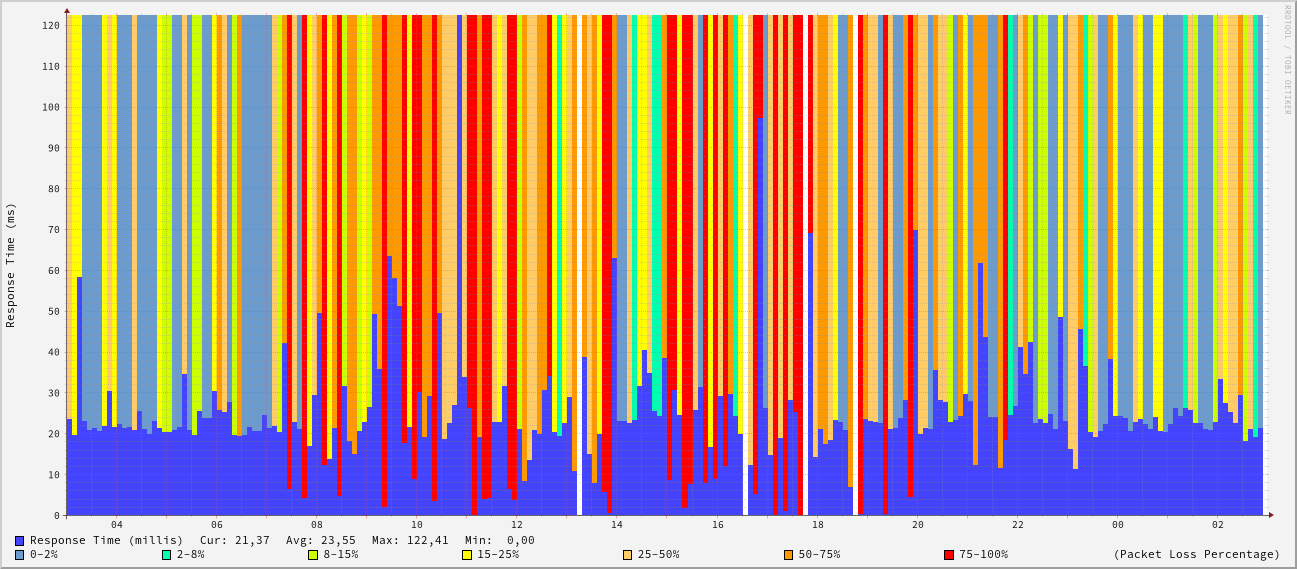 120
110
100
90
80
70
60
50
40
30
20
10
0
Response Time (ms)
RRDTOOL / TOBI OETIKER
04 06 08 10 12 14 16 18 20 22 00 02
Response Time (millis) Cur: 21,37 Avg: 23,55 Max: 122,41 Min: 0,00
0-2% 2-8% 8-15% 15-25% 25-50% 50-75% 75-100% (Packet Loss Percentage)